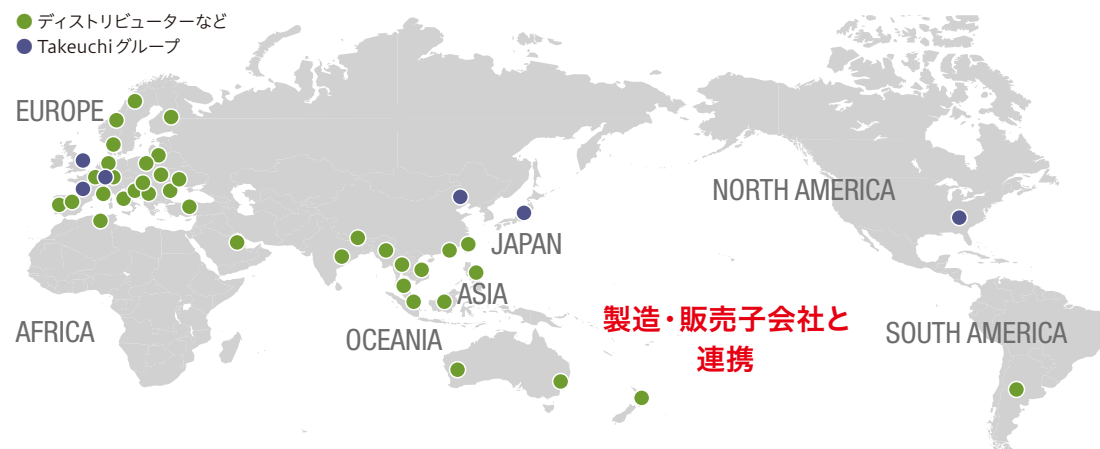 ディストリビューターなど
Takeuchiグループ
EUROPE
NORTH AMERICA
JAPAN
ASIA
製造・販売子会社と
連携
AFRICA
OCEANIA
SOUTH AMERICA